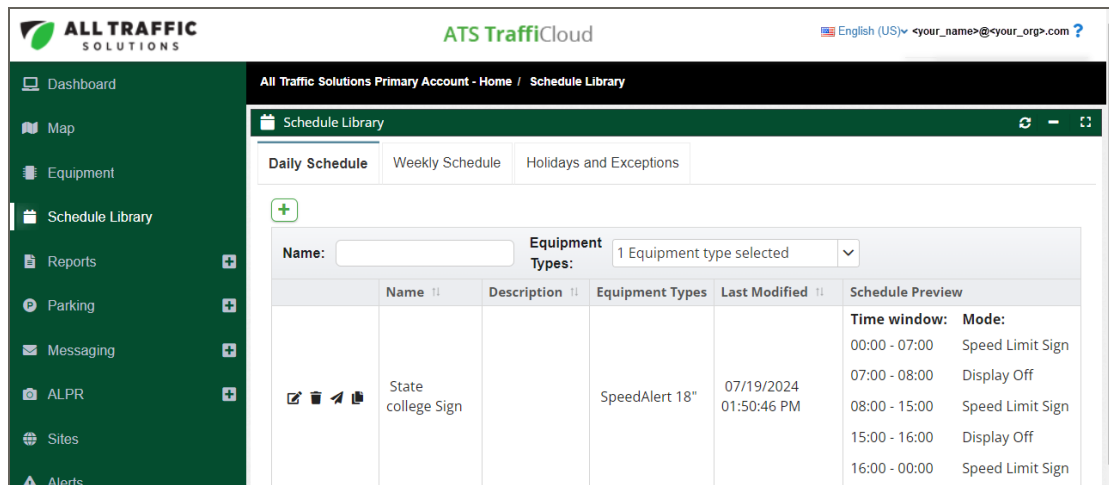 ALL TRAFFIC
SOLUTIONS
ATS TraffiCloud
English (US) <your_name>@<your_org>.com ?
Dashboard
Map
Equipment
Schedule Library
Reports
Parking
Messaging
ALPR
Sites
Alerts
All Traffic Solutions Primary Account - Home / Schedule Library
Schedule Library
Daily Schedule Weekly Schedule Holidays and Exceptions
Name: Equipment Types: 1 Equipment type selected
Name Description Equipment Types Last Modified Schedule Preview
State college Sign SpeedAlert 18" 07/19/2024 01:50:46 PM
Time window: Mode:
00:00 - 07:00 Speed Limit Sign
07:00 - 08:00 Display Off
08:00 - 15:00 Speed Limit Sign
15:00 - 16:00 Display Off
16:00 - 00:00 Speed Limit Sign